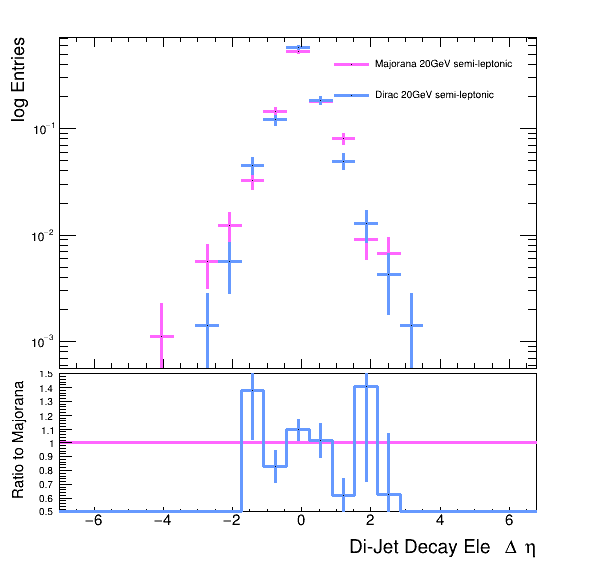 log Entries
Majorana 20GeV semi-leptonic
Dirac 20GeV semi-leptonic
10⁻¹
10⁻²
10⁻³
Ratio to Majorana
1.5
1.4
1.3
1.2
1.1
1
0.9
0.8
0.7
0.6
0.5
−6 −4 −2 0 2 4 6
Di-Jet Decay Ele Δ η